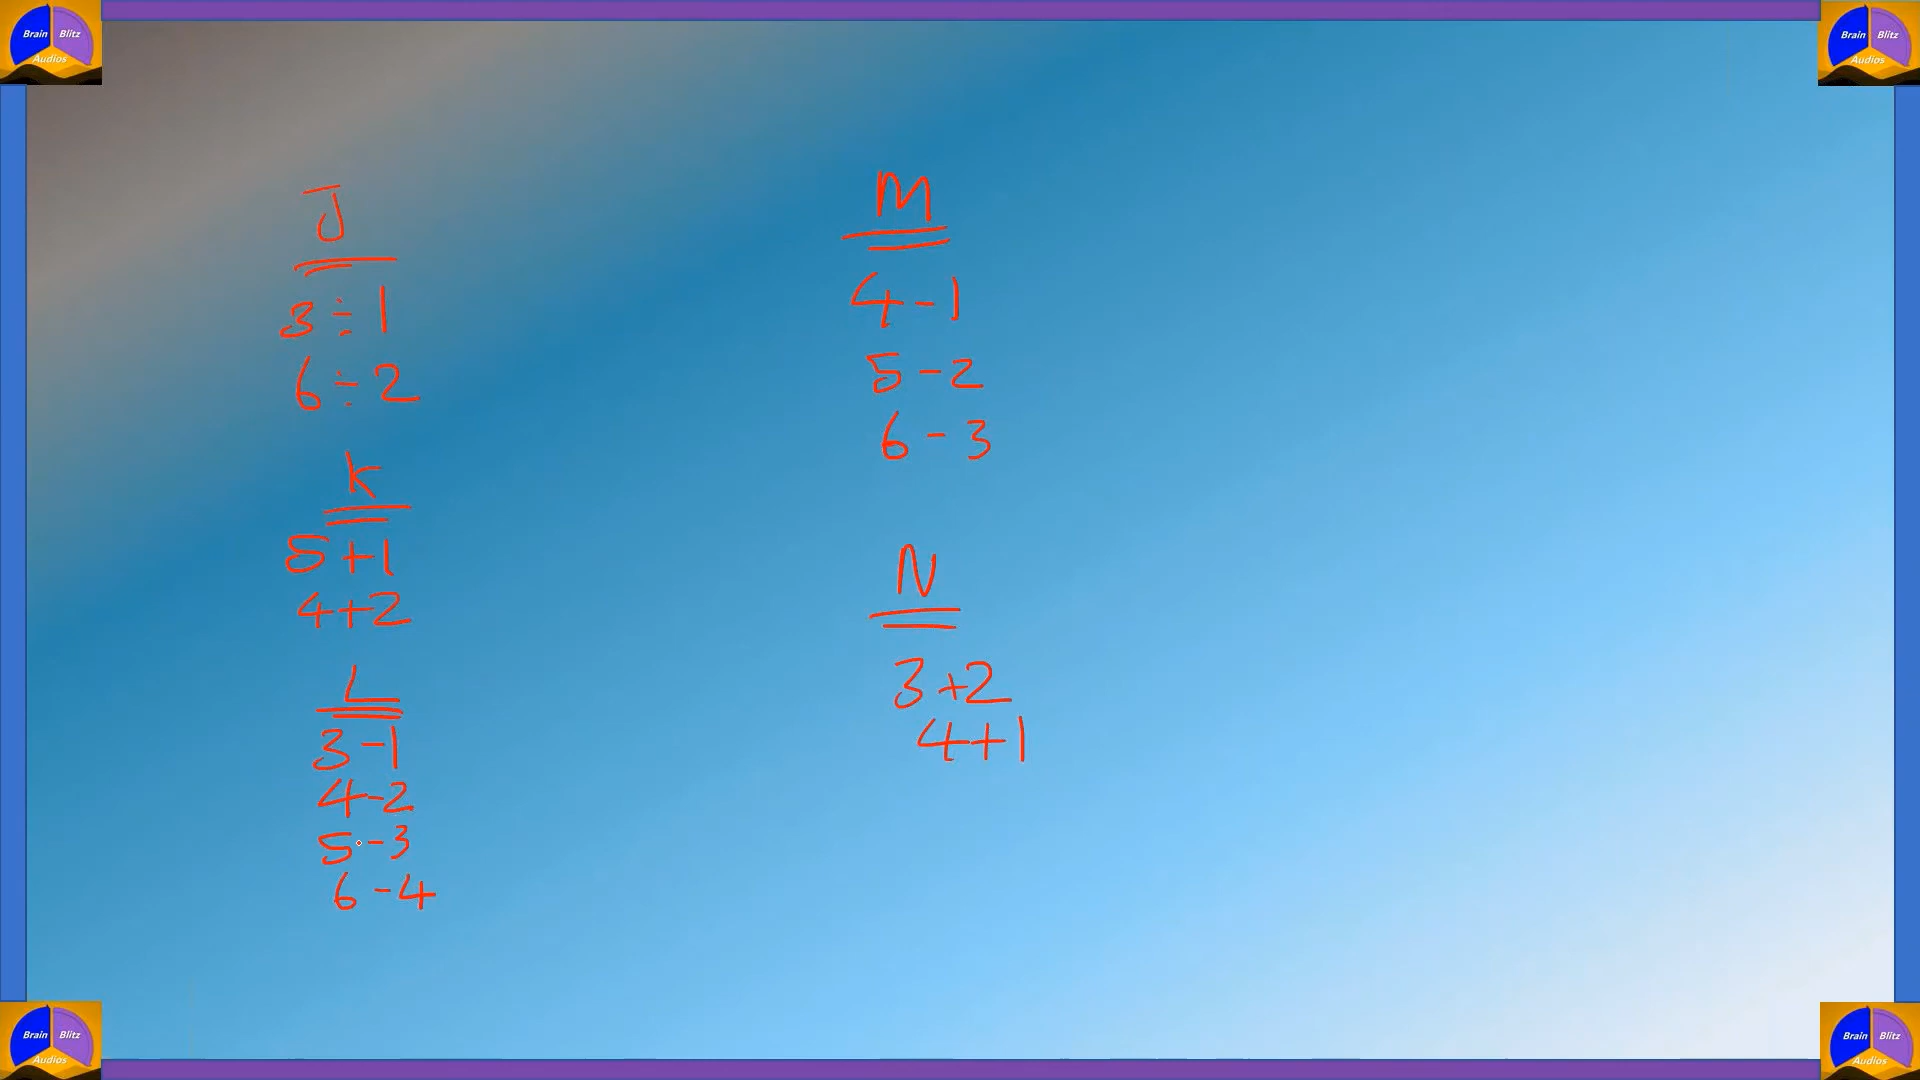 Brain Blitz
Audios
Brain Blitz
Audios
J
3÷1
6÷2
K
5+1
4+2
L
3-1
4-2
5-3
6-4
M
4-1
5-2
6-3
N
3+2
4+1
Brain Blitz
Audios
Brain Blitz
Audios